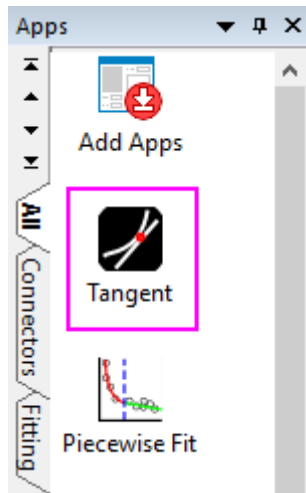 Apps
Add Apps
All
Tangent
Connectors
Piecewise Fit
Fitting